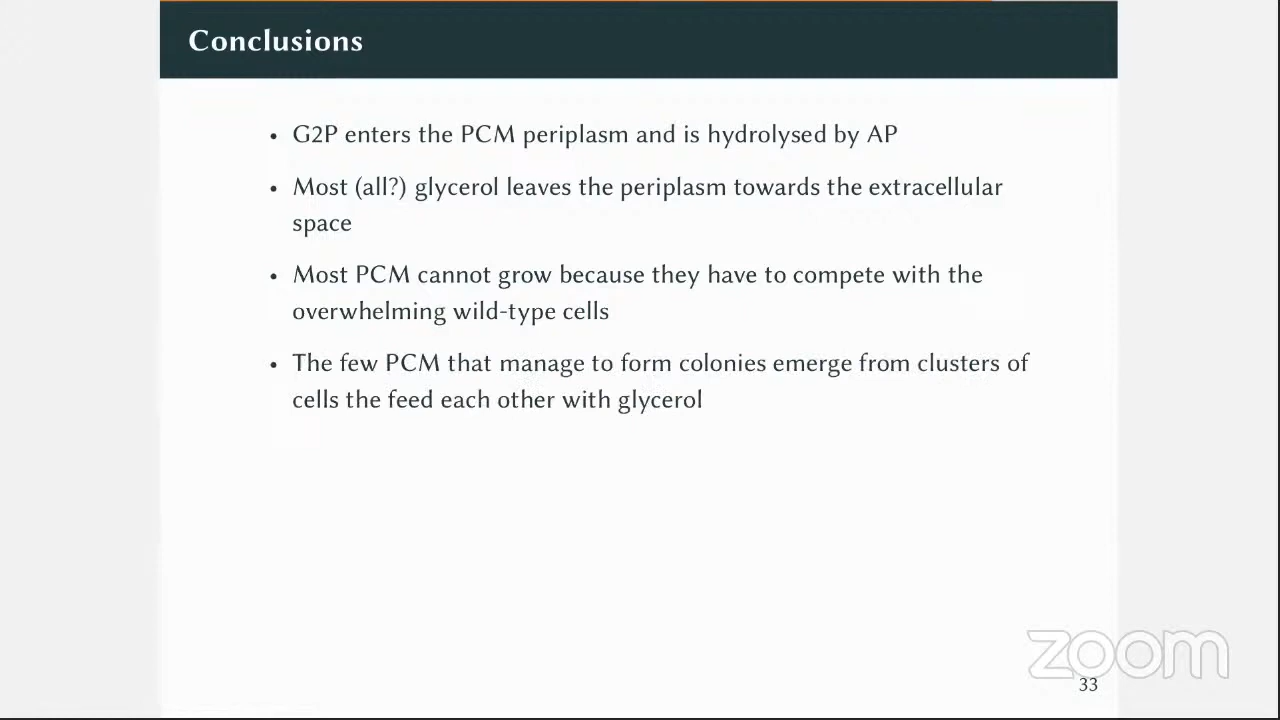 Conclusions
• G2P enters the PCM periplasm and is hydrolysed by AP
• Most (all?) glycerol leaves the periplasm towards the extracellular
space
• Most PCM cannot grow because they have to compete with the
overwhelming wild-type cells
• The few PCM that manage to form colonies emerge from clusters of
cells the feed each other with glycerol
zoom
33